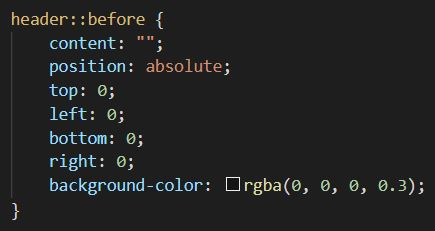 header::before {
    content: "";
    position: absolute;
    top: 0;
    left: 0;
    bottom: 0;
    right: 0;
    background-color: rgba(0, 0, 0, 0.3);
}